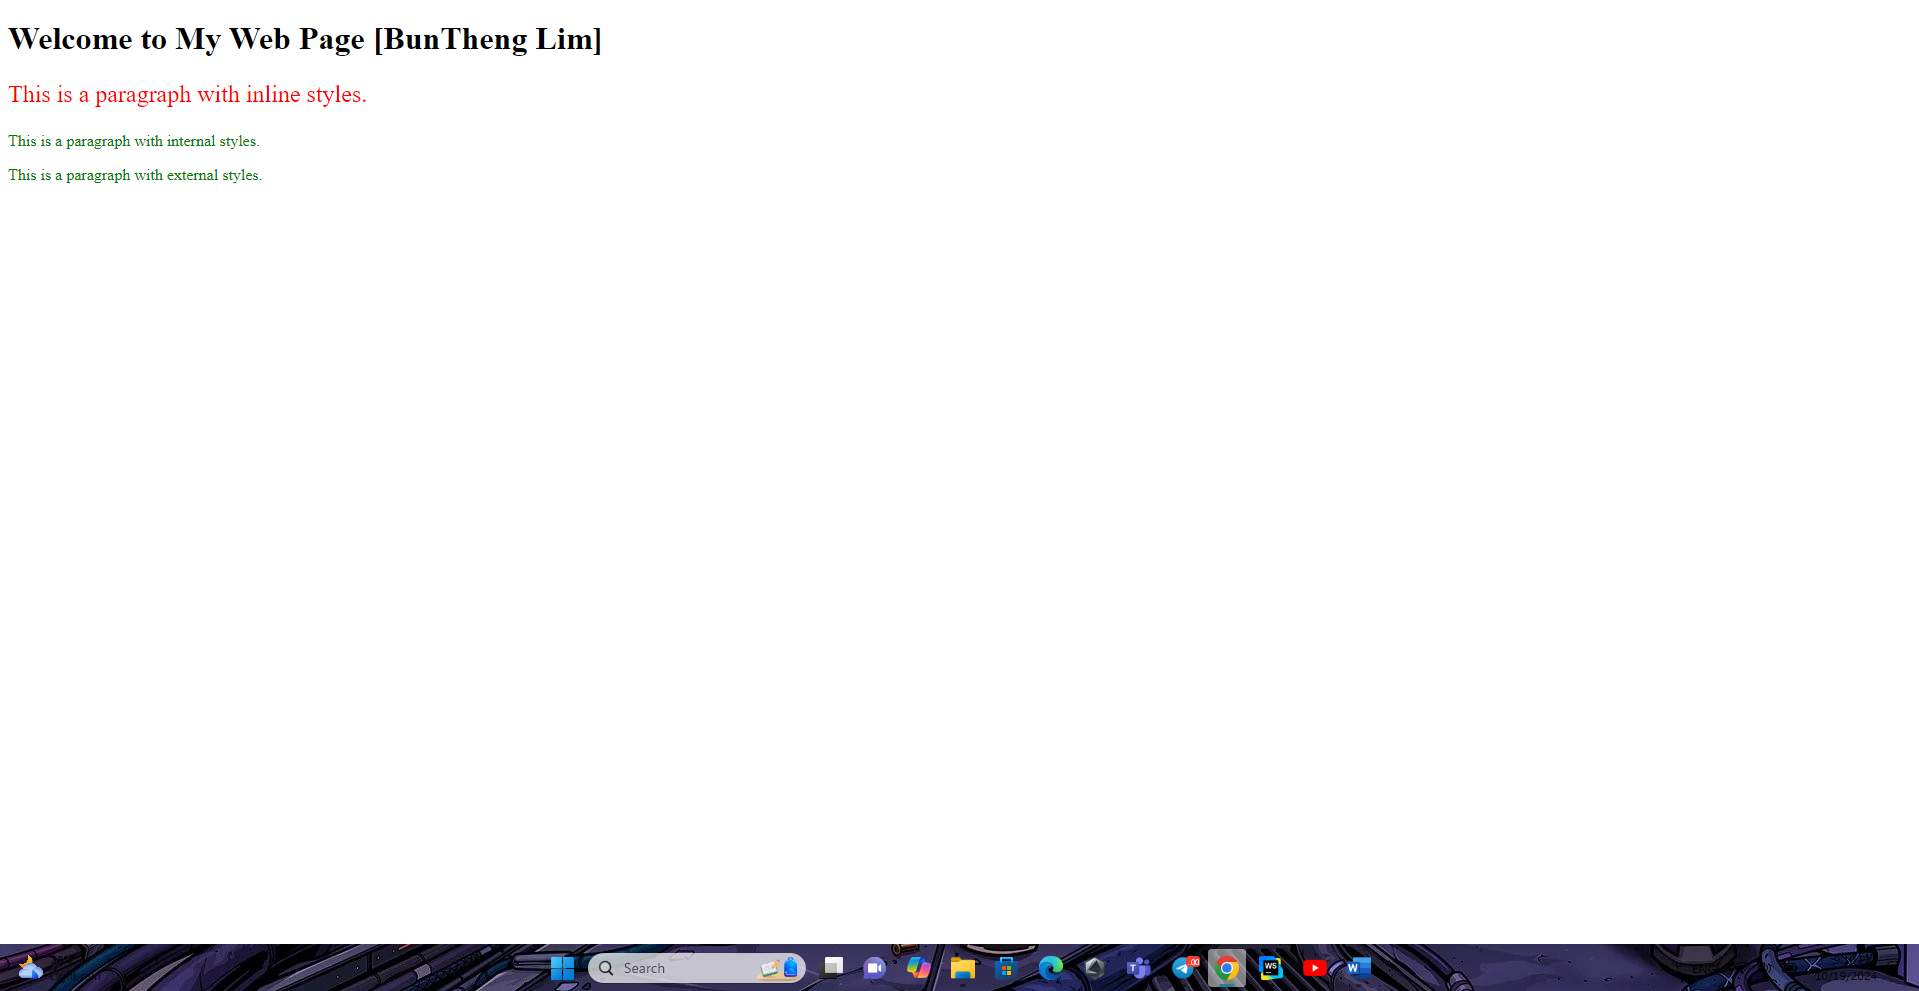 Welcome to My Web Page [BunTheng Lim]
This is a paragraph with inline styles.
This is a paragraph with internal styles.
This is a paragraph with external styles.
Search